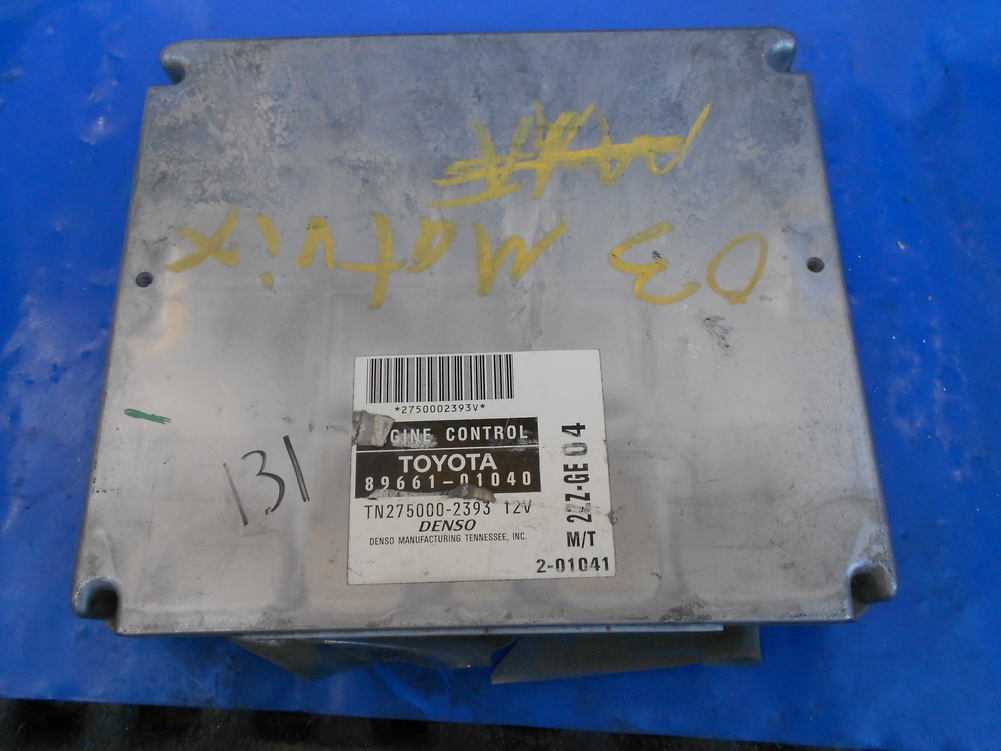 03 Matrix
*2750002393V*
GINE CONTROL
TOYOTA
89661-01040
TN275000-2393 12V
DENSO
DENSO MANUFACTURING TENNESSEE, INC.
M/T 2ZZ-GE 04
2-01041
131